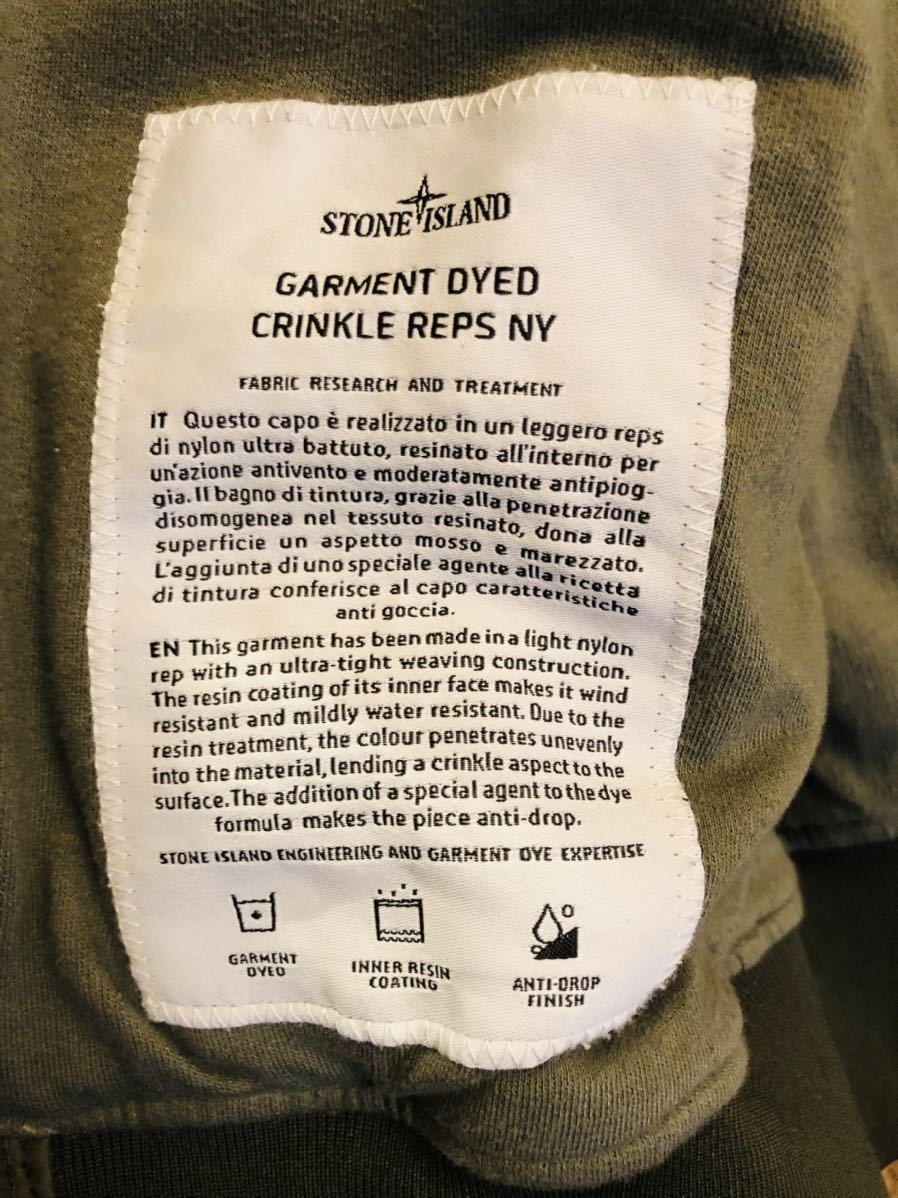 STONE ISLAND
GARMENT DYED
CRINKLE REPS NY
FABRIC RESEARCH AND TREATMENT
IT Questo capo è realizzato in un leggero reps
di nylon ultra battuto, resinato all'interno per
un'azione antivento e moderatamente antipiog-
gia. Il bagno di tintura, grazie alla penetrazione
disomogenea nel tessuto resinato, dona alla
superficie un aspetto mosso e marezzato.
L'aggiunta di uno speciale agente alla ricetta
di tintura conferisce al capo caratteristiche
anti goccia.
EN This garment has been made in a light nylon
rep with an ultra-tight weaving construction.
The resin coating of its inner face makes it wind
resistant and mildly water resistant. Due to the
resin treatment, the colour penetrates unevenly
into the material, lending a crinkle aspect to the
surface. The addition of a special agent to the dye
formula makes the piece anti-drop.
STONE ISLAND ENGINEERING AND GARMENT DYE EXPERTISE
GARMENT
DYED
INNER RESIN
COATING
ANTI-DROP
FINISH